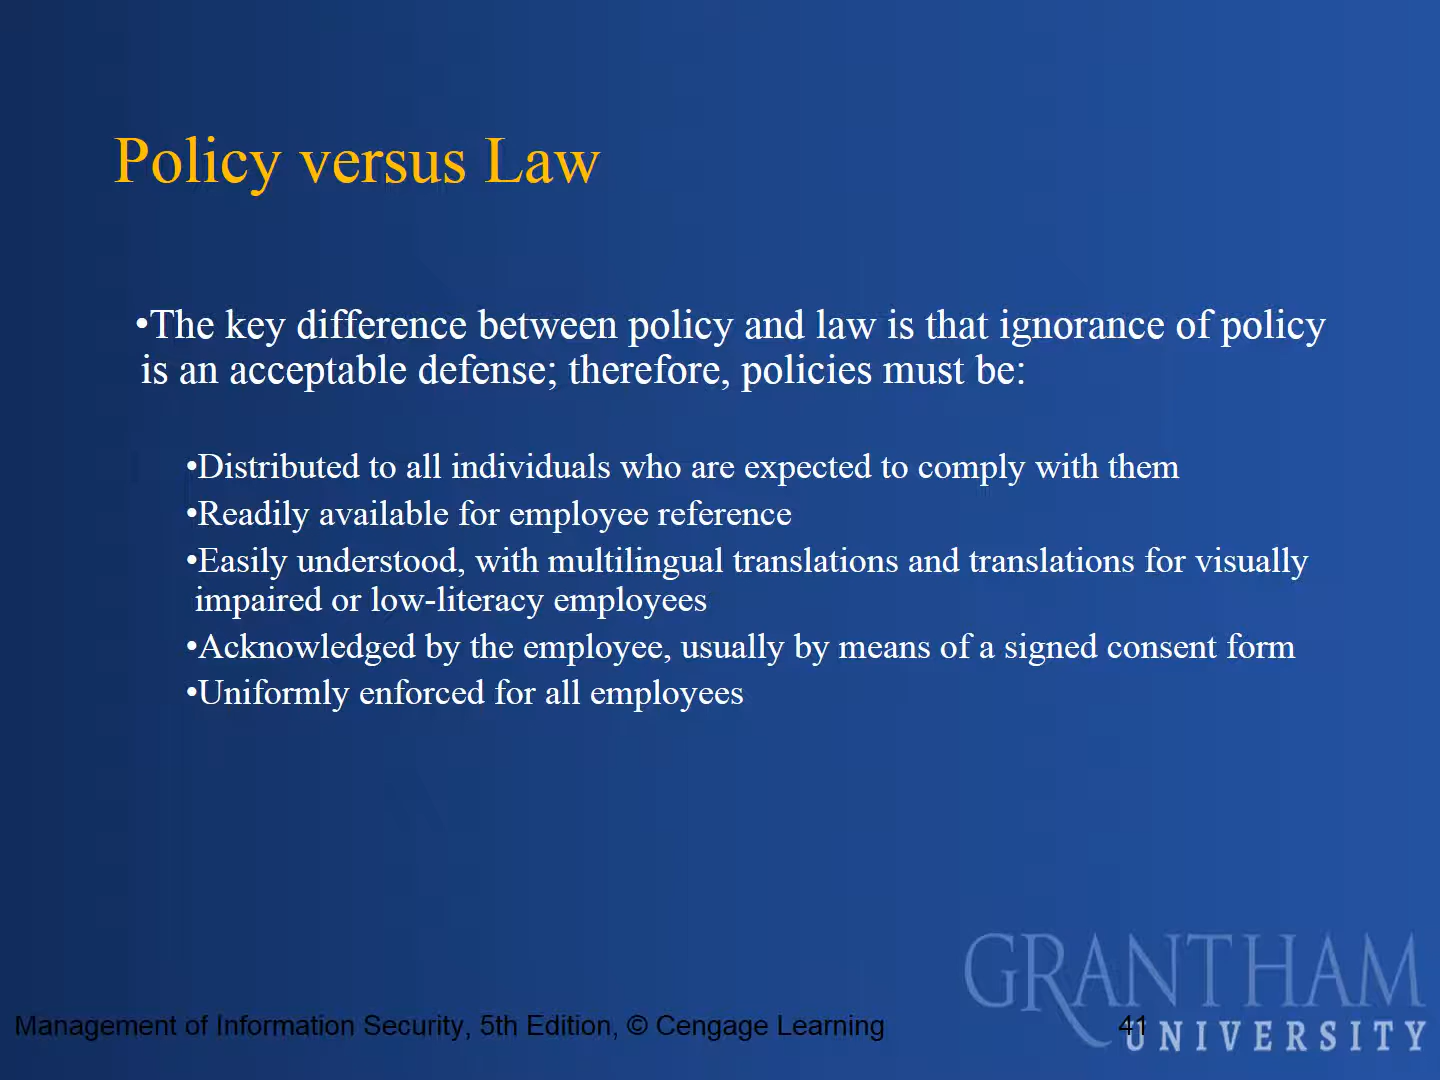 Policy versus Law
•The key difference between policy and law is that ignorance of policy
is an acceptable defense; therefore, policies must be:
•Distributed to all individuals who are expected to comply with them
•Readily available for employee reference
•Easily understood, with multilingual translations and translations for visually
impaired or low-literacy employees
•Acknowledged by the employee, usually by means of a signed consent form
•Uniformly enforced for all employees
GRANTHAM
UNIVERSITY
Management of Information Security, 5th Edition, © Cengage Learning
41